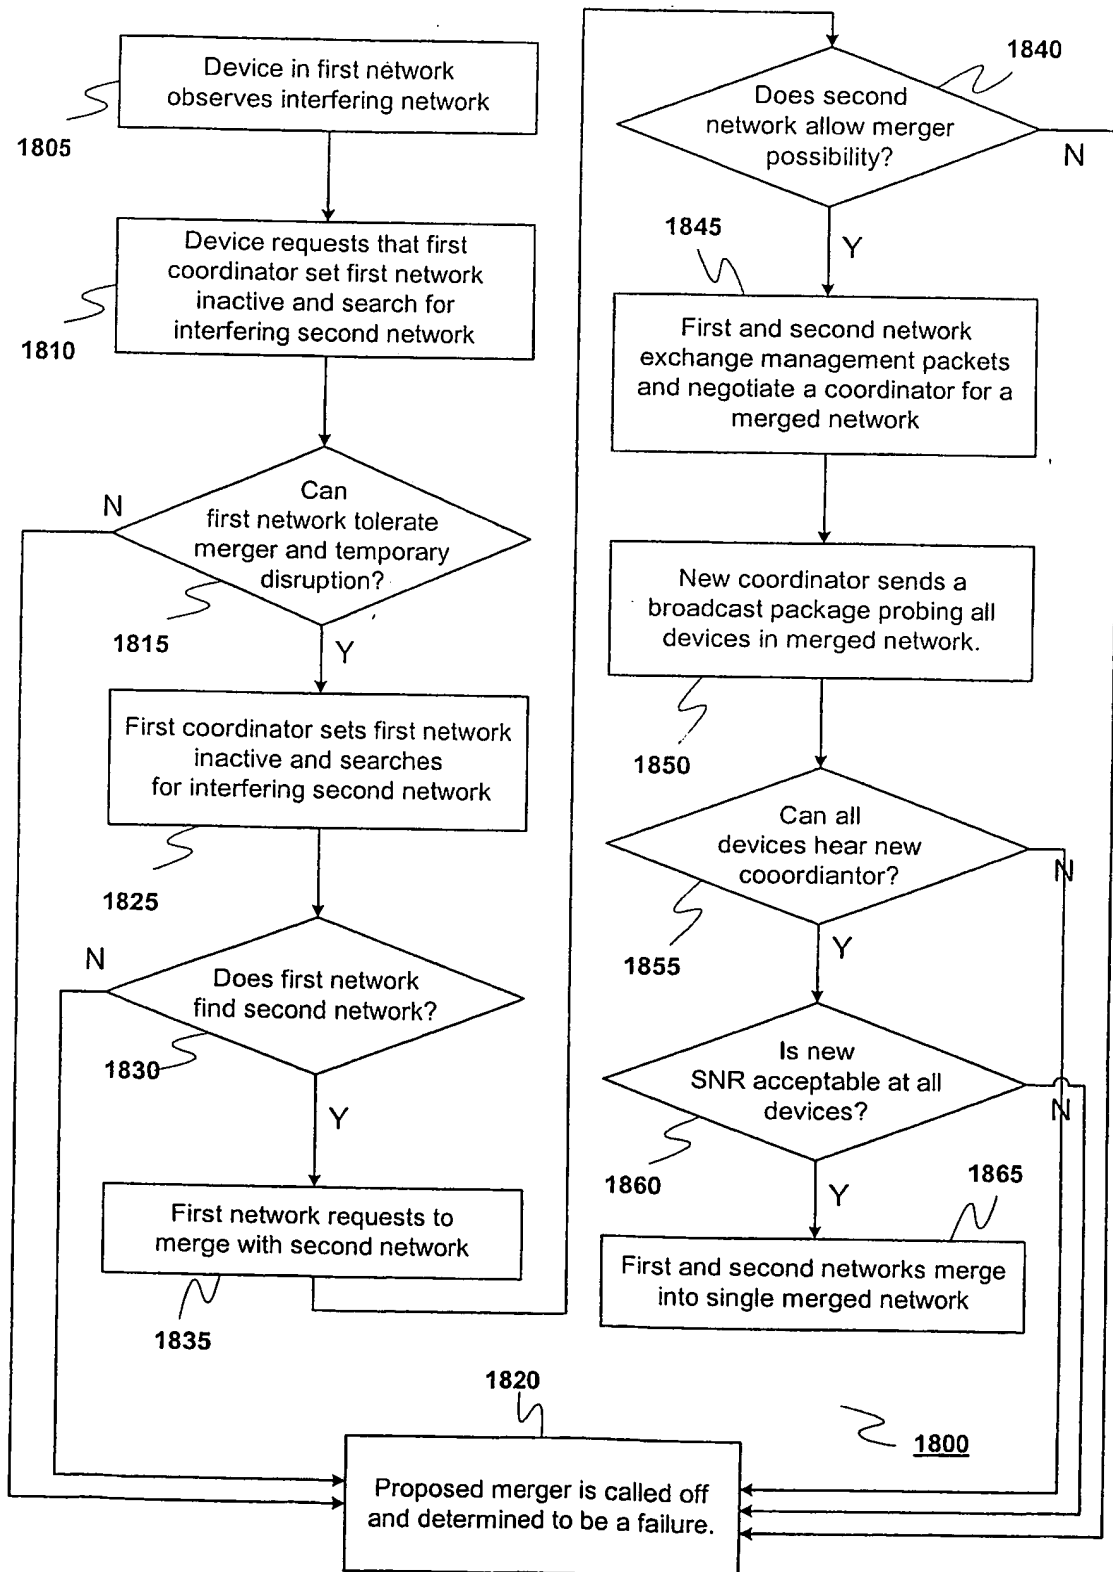 Device in first network
observes interfering network
1805
Device requests that first
coordinator set first network
inactive and search for
interfering second network
1810
Can
first network tolerate
merger and temporary
disruption?
N
1815
Y
First coordinator sets first network
inactive and searches
for interfering second network
1825
N
Does first network
find second network?
1830
Y
First network requests to
merge with second network
1835
1840
Does second
network allow merger
possibility?
N
1845
Y
First and second network
exchange management packets
and negotiate a coordinator for a
merged network
New coordinator sends a
broadcast package probing all
devices in merged network.
1850
Can all
devices hear new
cooordiantor?
N
1855
Y
Is new
SNR acceptable at all
devices?
N
1860
Y
1865
First and second networks merge
into single merged network
1820
1800
Proposed merger is called off
and determined to be a failure.